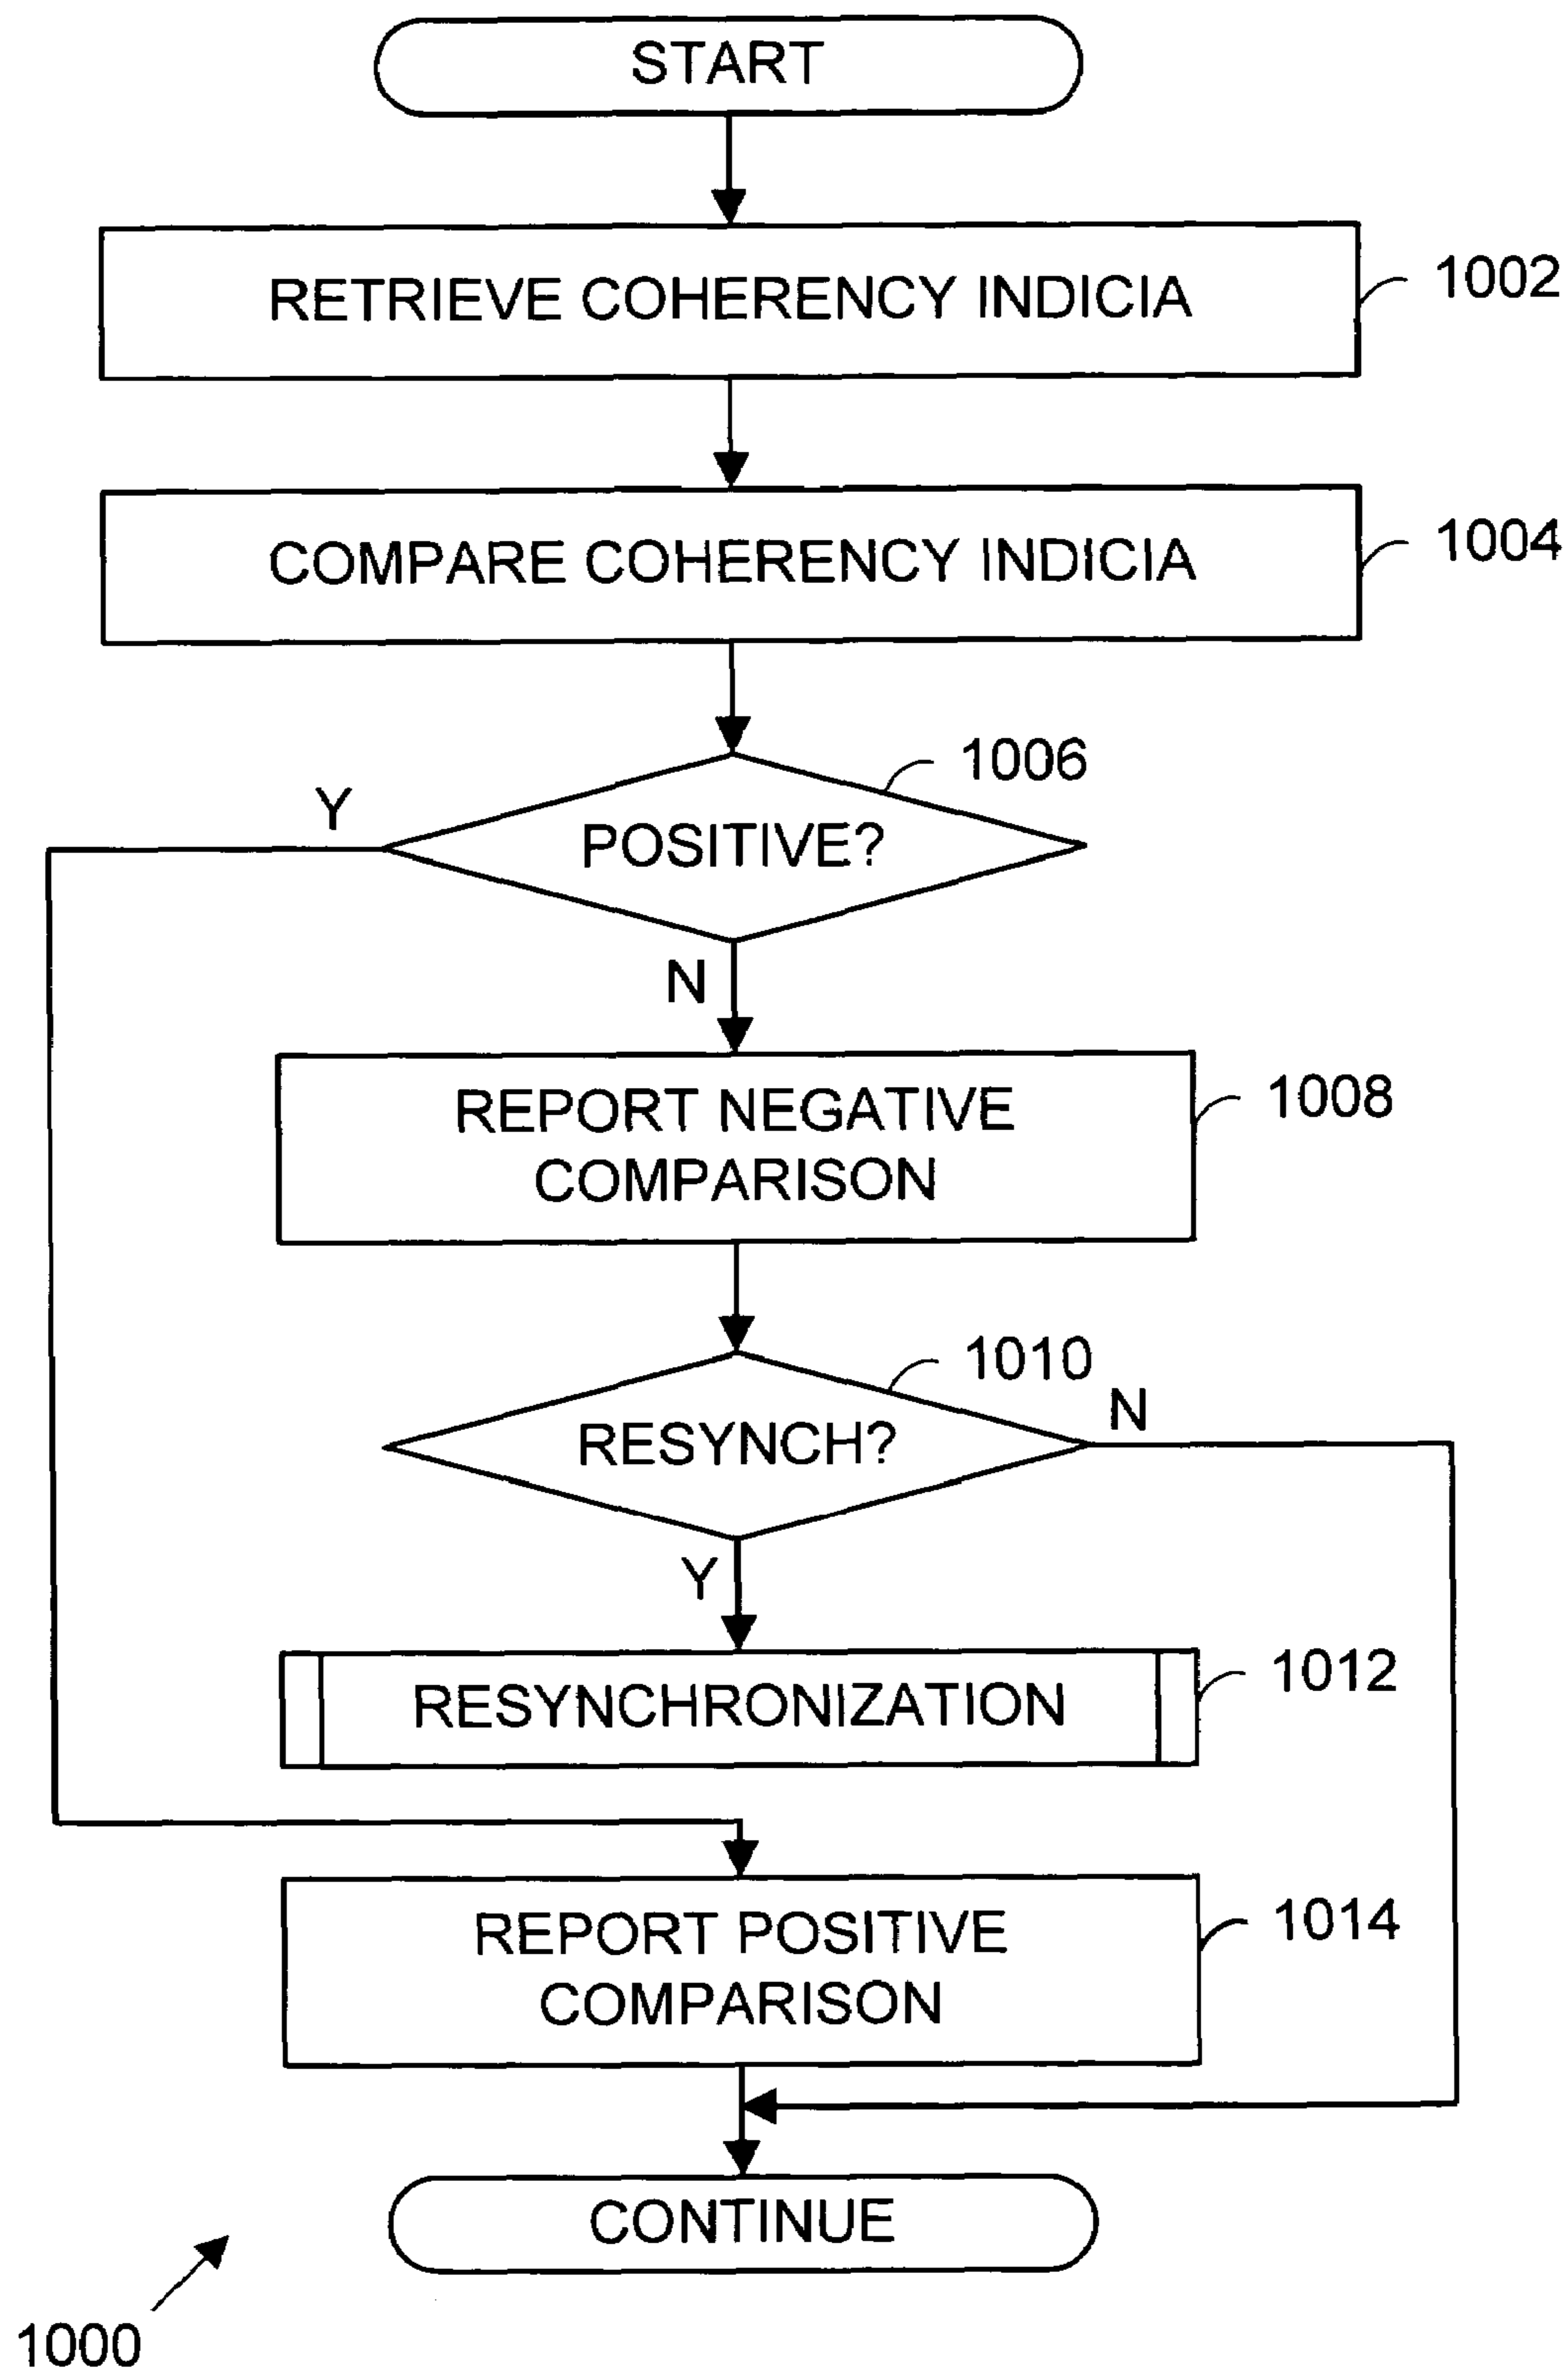 START
RETRIEVE COHERENCY INDICIA
1002
COMPARE COHERENCY INDICIA
1004
1006
Y
POSITIVE?
N
REPORT NEGATIVE
COMPARISON
1008
1010
N
RESYNCH?
Y
RESYNCHRONIZATION
1012
REPORT POSITIVE
COMPARISON
1014
CONTINUE
1000